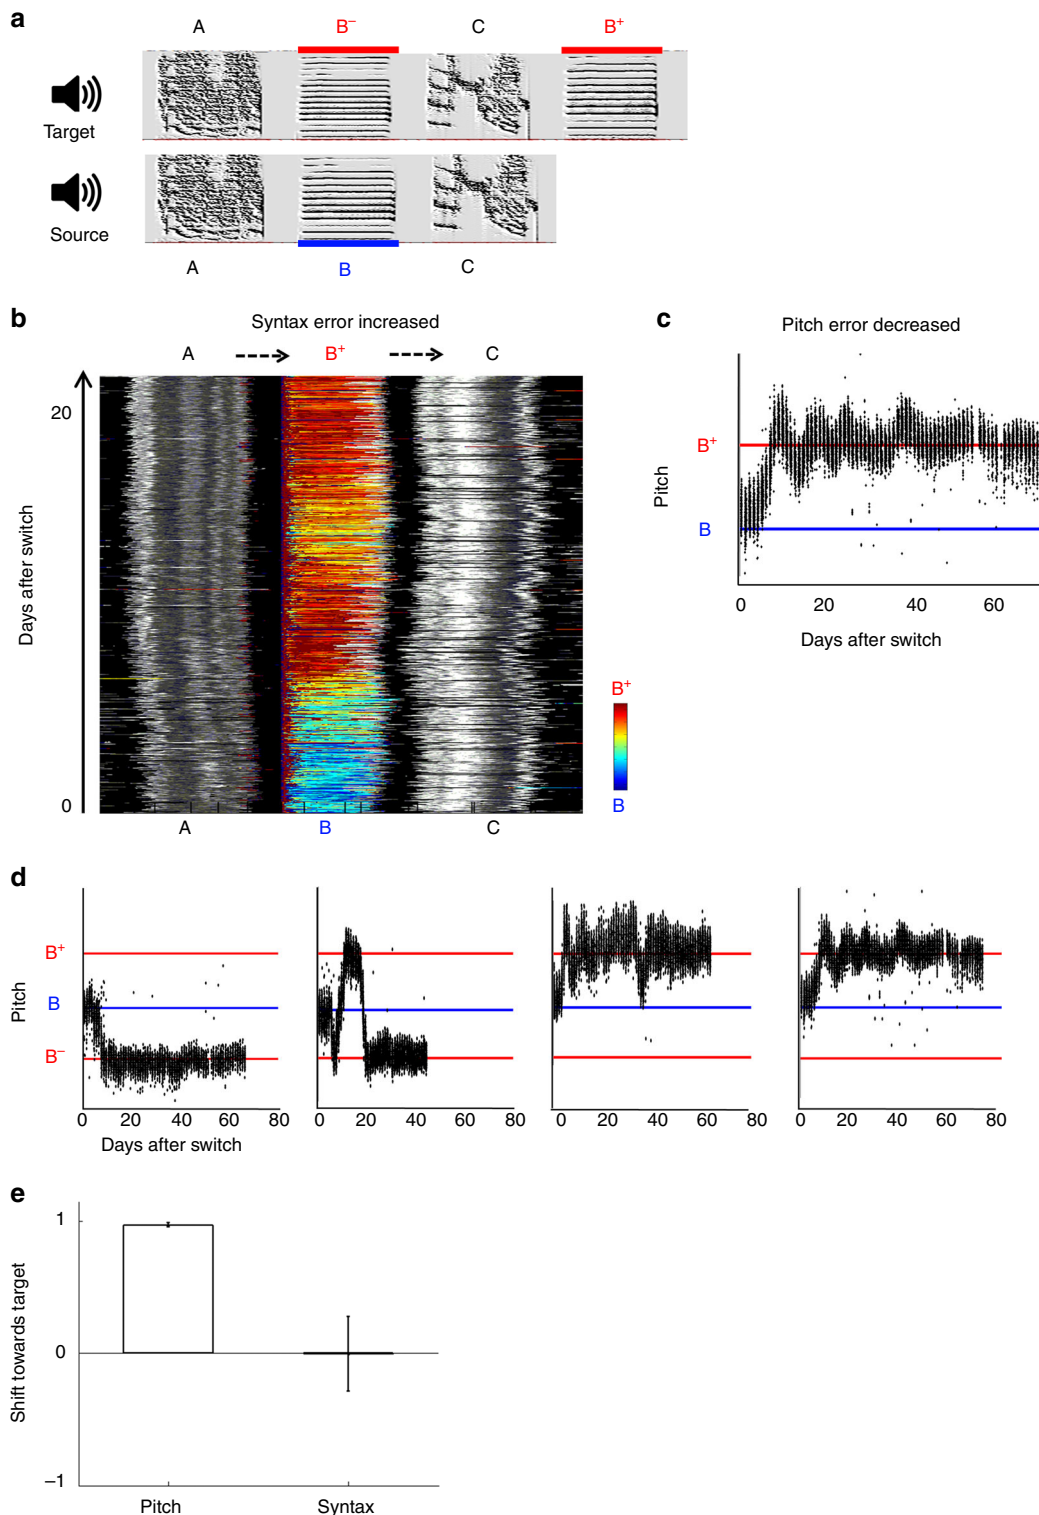 a
A B− C B+
Target
Source
A B C
b
Syntax error increased
A B+ C
20
Days after switch
0
A B C
B+
B
c
Pitch error decreased
B+
Pitch
B
0 20 40 60
Days after switch
d
B+
Pitch
B
B−
0 20 40 60 80
0 20 40 60 80
0 20 40 60 80
0 20 40 60 80
Days after switch
e
1
Shift towards target
0
−1
Pitch Syntax